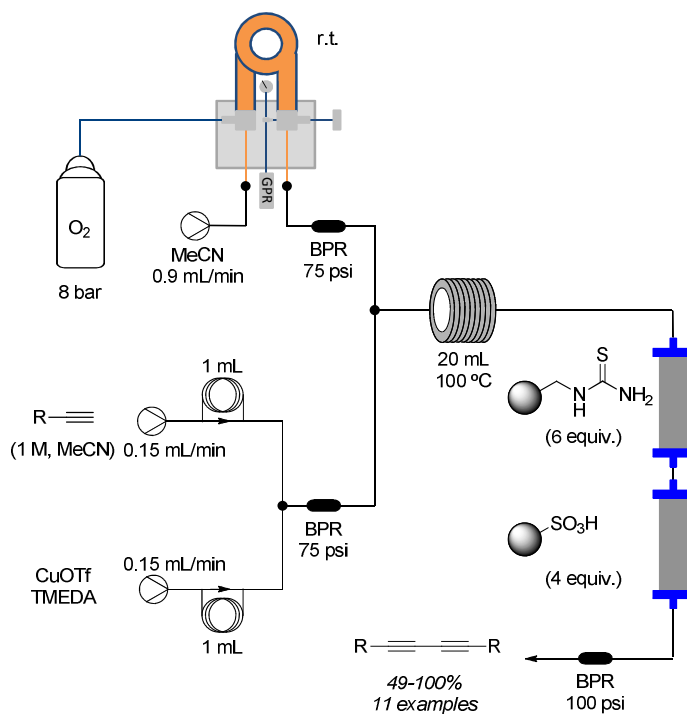 r.t.
O2
8 bar
GPR
MeCN
0.9 mL/min
BPR
75 psi
20 mL
100 ºC
1 mL
R
(1 M, MeCN)
0.15 mL/min
S
N
H
NH2
(6 equiv.)
BPR
75 psi
SO3H
(4 equiv.)
CuOTf
TMEDA
0.15 mL/min
1 mL
R
R
49-100%
11 examples
BPR
100 psi